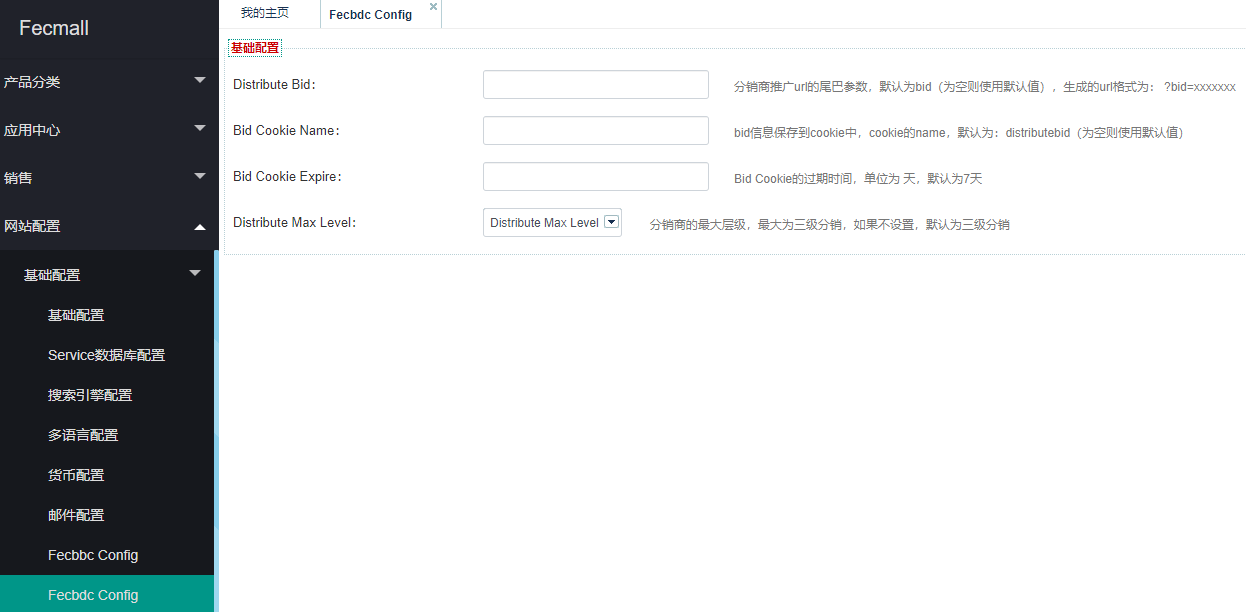 Fecmall
产品分类
应用中心
销售
网站配置
基础配置
基础配置
Service数据库配置
搜索引擎配置
多语言配置
货币配置
邮件配置
Fecbbc Config
Fecbdc Config
我的主页
Fecbdc Config
基础配置
Distribute Bid：
分销商推广url的尾巴参数，默认为bid（为空则使用默认值），生成的url格式为： ?bid=xxxxxxx
Bid Cookie Name：
bid信息保存到cookie中，cookie的name，默认为：distributebid（为空则使用默认值）
Bid Cookie Expire：
Bid Cookie的过期时间，单位为 天，默认为7天
Distribute Max Level：
Distribute Max Level
分销商的最大层级，最大为三级分销，如果不设置，默认为三级分销